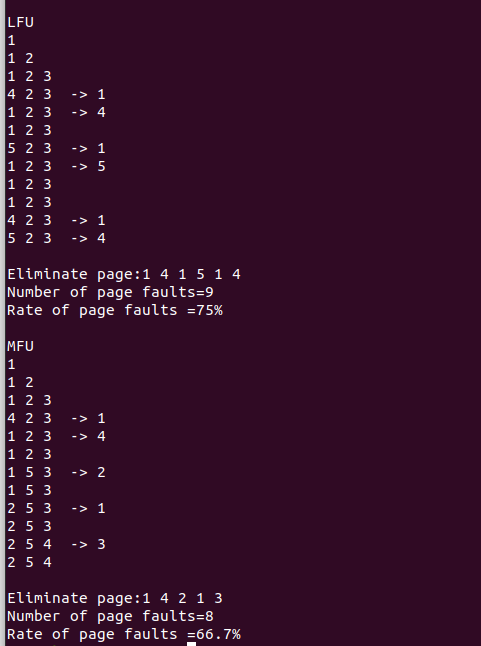 LFU
1
1 2
1 2 3
4 2 3  -> 1
1 2 3  -> 4
1 2 3
5 2 3  -> 1
1 2 3  -> 5
1 2 3
1 2 3
4 2 3  -> 1
5 2 3  -> 4
Eliminate page:1 4 1 5 1 4
Number of page faults=9
Rate of page faults =75%
MFU
1
1 2
1 2 3
4 2 3  -> 1
1 2 3  -> 4
1 2 3
1 5 3  -> 2
1 5 3
2 5 3  -> 1
2 5 3
2 5 4  -> 3
2 5 4
Eliminate page:1 4 2 1 3
Number of page faults=8
Rate of page faults =66.7%